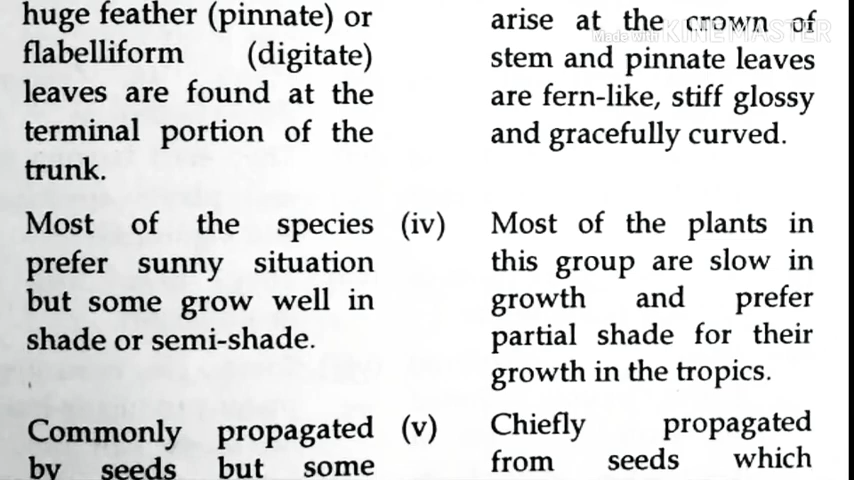 huge feather (pinnate) or
flabelliform (digitate)
leaves are found at the
terminal portion of the
trunk.
arise at the crown of
stem and pinnate leaves
are fern-like, stiff glossy
and gracefully curved.
Made with KINEMASTER
Most of the species
prefer sunny situation
but some grow well in
shade or semi-shade.
(iv) Most of the plants in
this group are slow in
growth and prefer
partial shade for their
growth in the tropics.
Commonly propagated
by seeds but some
(v) Chiefly propagated
from seeds which